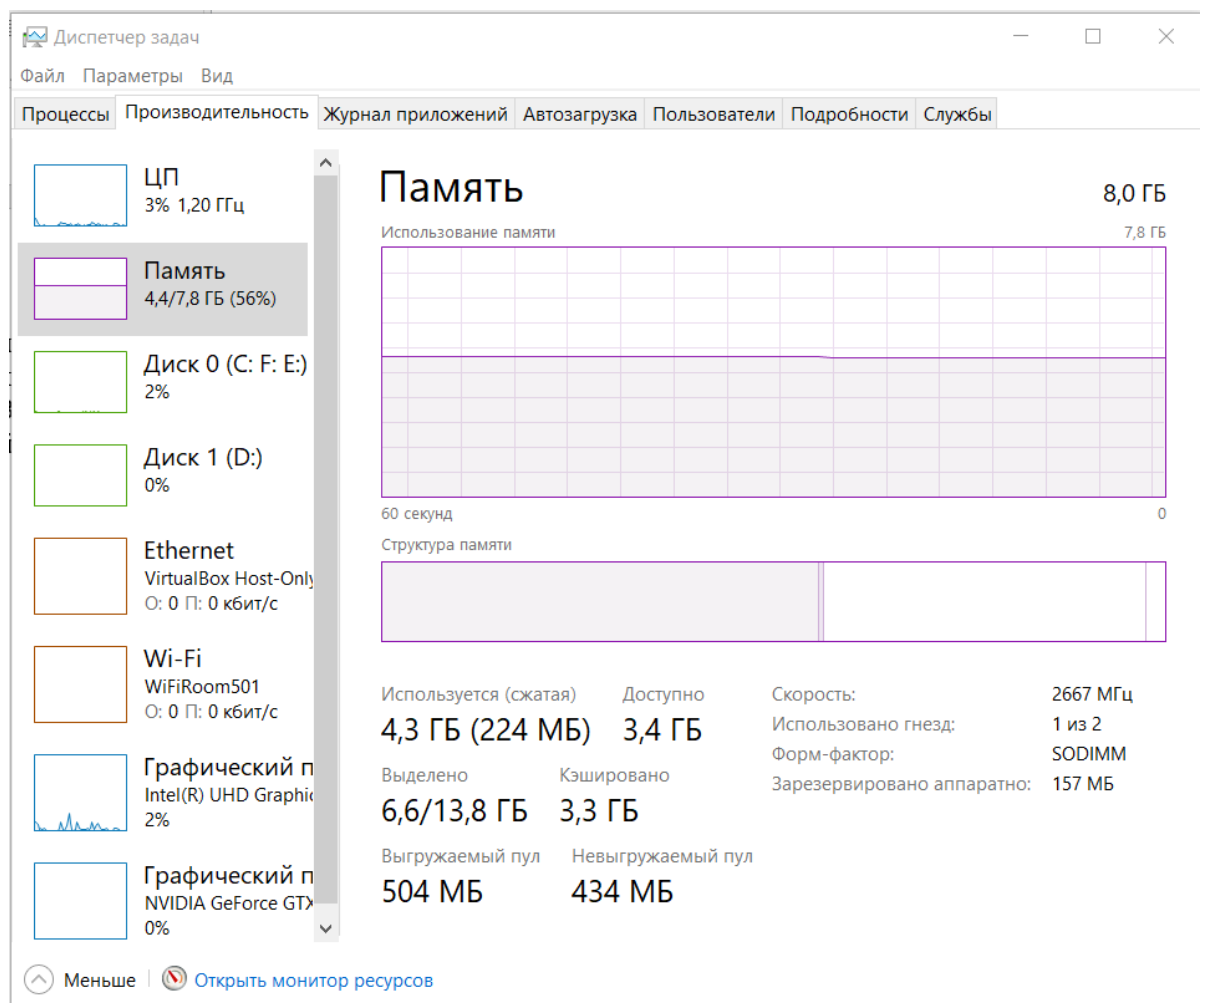 Диспетчер задач
Файл Параметры Вид
Процессы Производительность Журнал приложений Автозагрузка Пользователи Подробности Службы
ЦП
3% 1,20 ГГц
Память
4,4/7,8 ГБ (56%)
Диск 0 (C: F: E:)
2%
Диск 1 (D:)
0%
Ethernet
VirtualBox Host-Only
О: 0 П: 0 кбит/с
Wi-Fi
WiFiRoom501
О: 0 П: 0 кбит/с
Графический п
Intel(R) UHD Graphic
2%
Графический п
NVIDIA GeForce GTX
0%
Память 8,0 ГБ
Использование памяти 7,8 ГБ
60 секунд 0
Структура памяти
Используется (сжатая) Доступно
4,3 ГБ (224 МБ) 3,4 ГБ
Выделено Кэшировано
6,6/13,8 ГБ 3,3 ГБ
Выгружаемый пул Невыгружаемый пул
504 МБ 434 МБ
Скорость: 2667 МГц
Использовано гнезд: 1 из 2
Форм-фактор: SODIMM
Зарезервировано аппаратно: 157 МБ
Меньше Открыть монитор ресурсов